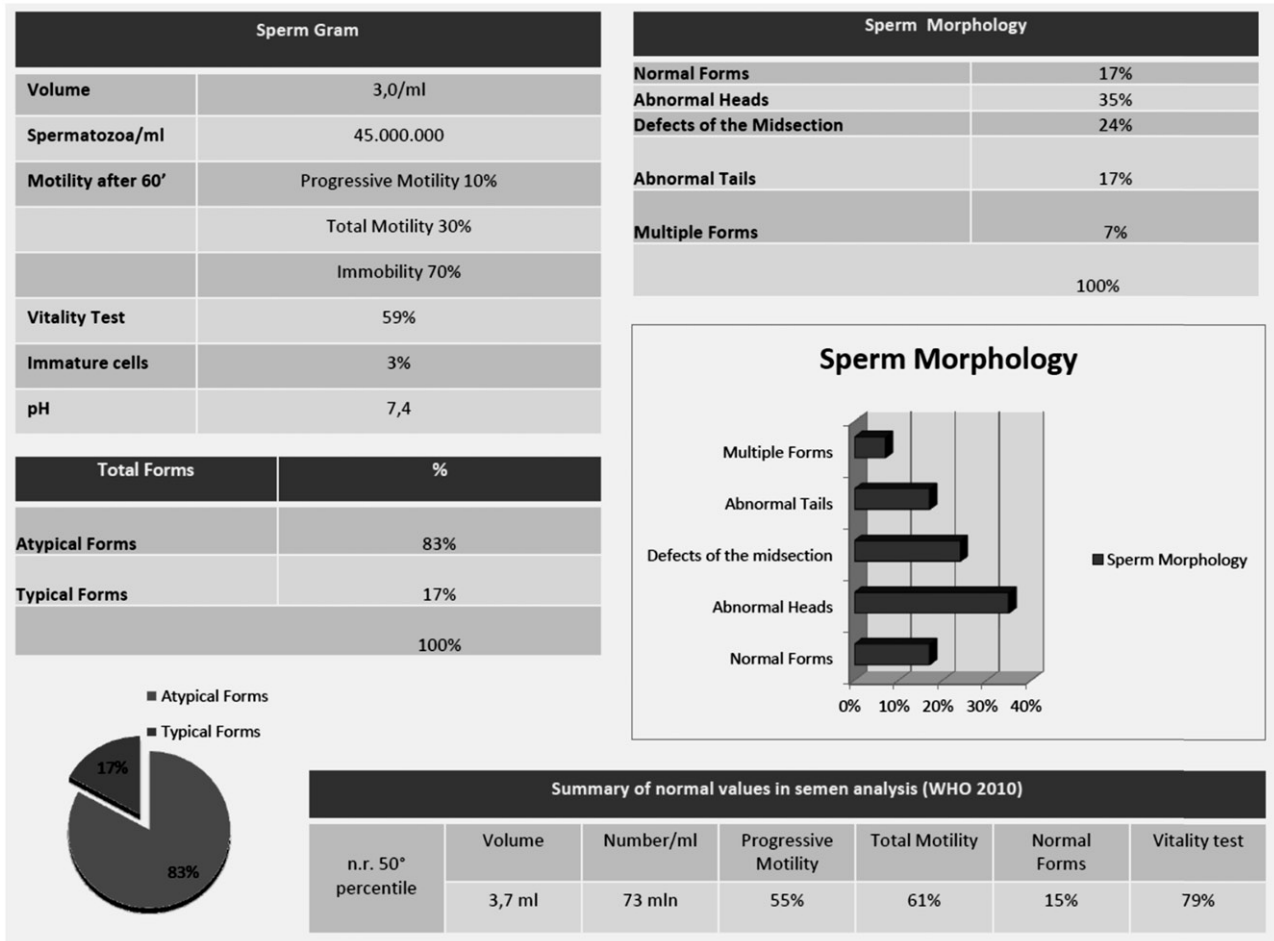 Sperm Gram
Volume 3,0/ml
Spermatozoa/ml 45.000.000
Motility after 60’ Progressive Motility 10%
Total Motility 30%
Immobility 70%
Vitality Test 59%
Immature cells 3%
pH 7,4
Total Forms %
Atypical Forms 83%
Typical Forms 17%
100%
Atypical Forms
Typical Forms
17%
83%
Sperm Morphology
Normal Forms 17%
Abnormal Heads 35%
Defects of the Midsection 24%
Abnormal Tails 17%
Multiple Forms 7%
100%
Sperm Morphology
Multiple Forms
Abnormal Tails
Defects of the midsection
Abnormal Heads
Normal Forms
0% 10% 20% 30% 40%
Sperm Morphology
Summary of normal values in semen analysis (WHO 2010)
n.r. 50°
percentile
Volume Number/ml Progressive Total Motility Normal Vitality test
Motility Forms
3,7 ml 73 mln 55% 61% 15% 79%